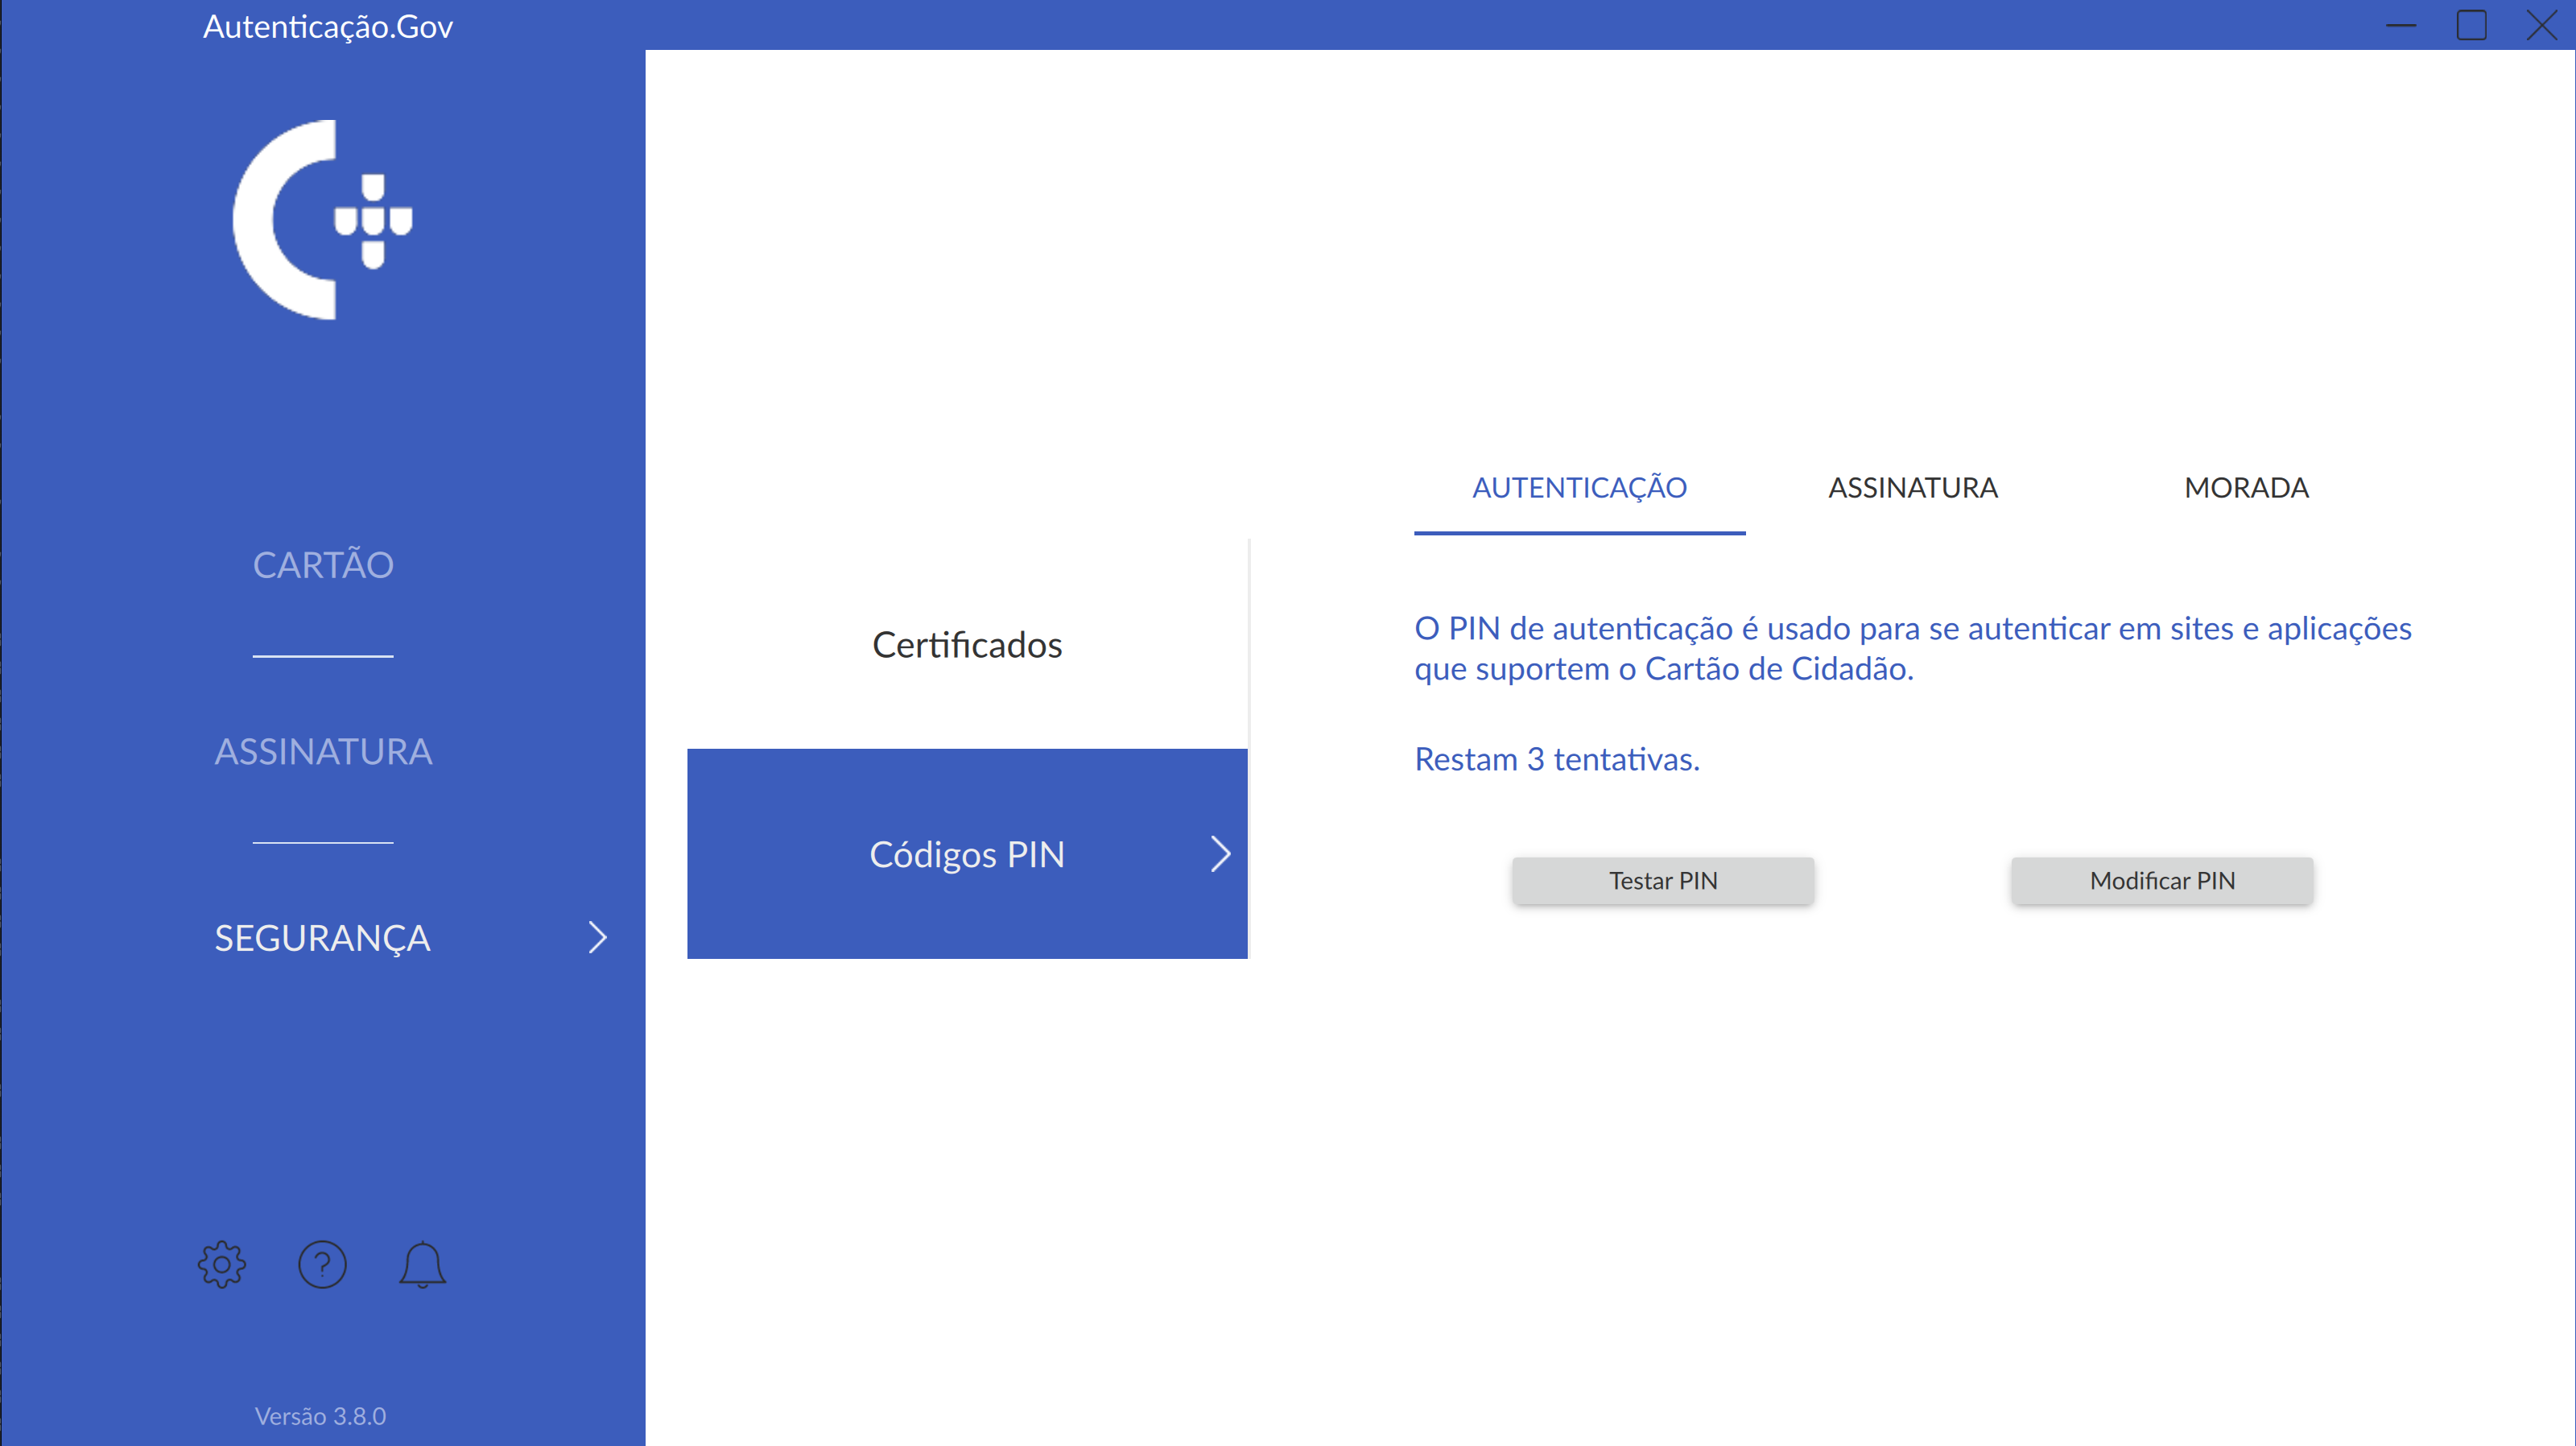 Autenticação.Gov
CARTÃO
ASSINATURA
SEGURANÇA
Versão 3.8.0
Certificados
Códigos PIN
AUTENTICAÇÃO
ASSINATURA
MORADA
O PIN de autenticação é usado para se autenticar em sites e aplicações
que suportem o Cartão de Cidadão.
Restam 3 tentativas.
Testar PIN
Modificar PIN